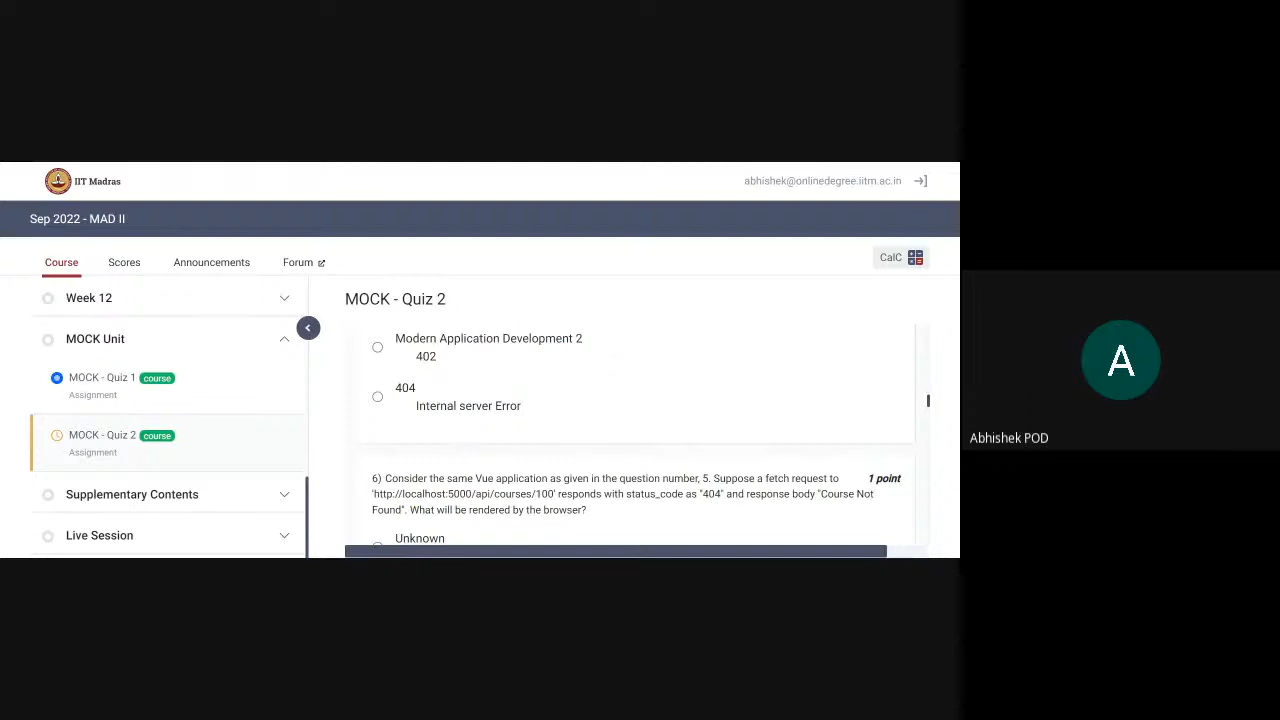 IIT Madras
abhishek@onlinedegree.iitm.ac.in
Sep 2022 - MAD II
Course Scores Announcements Forum
CalC
Week 12
MOCK Unit
MOCK - Quiz 1 course
Assignment
MOCK - Quiz 2 course
Assignment
Supplementary Contents
Live Session
MOCK - Quiz 2
Modern Application Development 2
402
404
Internal server Error
6) Consider the same Vue application as given in the question number, 5. Suppose a fetch request to 1 point
'http://localhost:5000/api/courses/100' responds with status_code as "404" and response body "Course Not
Found". What will be rendered by the browser?
Unknown
A
Abhishek POD